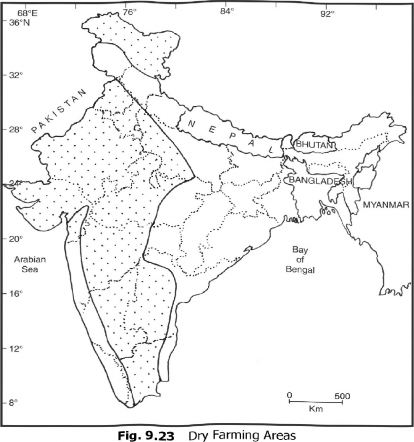 68°E 76° 84° 92°
36°N
32°
28°
24°
20°
16°
12°
8°
PAKISTAN
NEPAL
BHUTAN
BANGLADESH
MYANMAR
Arabian
Sea
Bay
of
Bengal
0 500
Km
Fig. 9.23 Dry Farming Areas